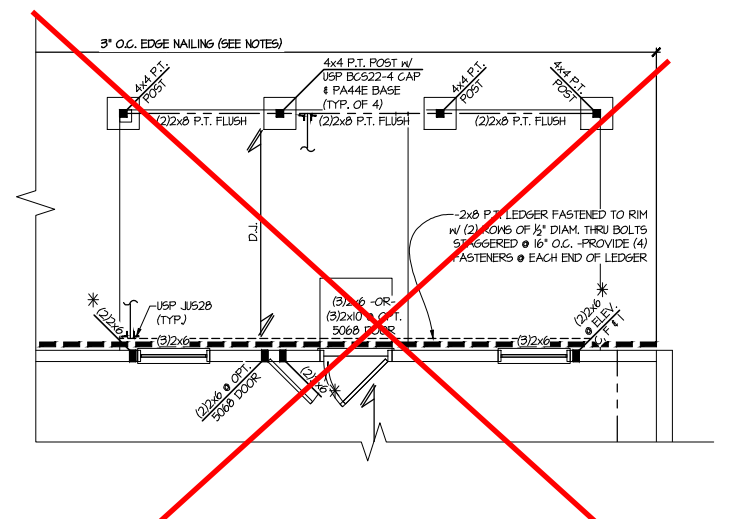 3" O.C. EDGE NAILING (SEE NOTES)
4x4 P.T.
POST
4x4 P.T. POST W/
USP BCS22-4 CAP
& PA44E BASE
(TYP. OF 4)
4x4 P.T.
POST
4x4 P.T.
POST
(2)2x8 P.T. FLUSH
(2)2x8 P.T. FLUSH
(2)2x8 P.T. FLUSH
D.J.
-2x8 P.T. LEDGER FASTENED TO RIM
W/ (2) ROWS OF 1/2" DIAM. THRU BOLTS
STAGGERED @ 16" O.C. -PROVIDE (4)
FASTENERS @ EACH END OF LEDGER
(2)2x6
USP JUS28
(TYP.)
(3)2x6
(3)2x6 -OR-
(3)2x10 @ OPT.
5068 DOOR
(3)2x6
(2)2x6
@ ELEV.
C, F & T
(2)2x6 @ OPT.
5068 DOOR
(2)2x6